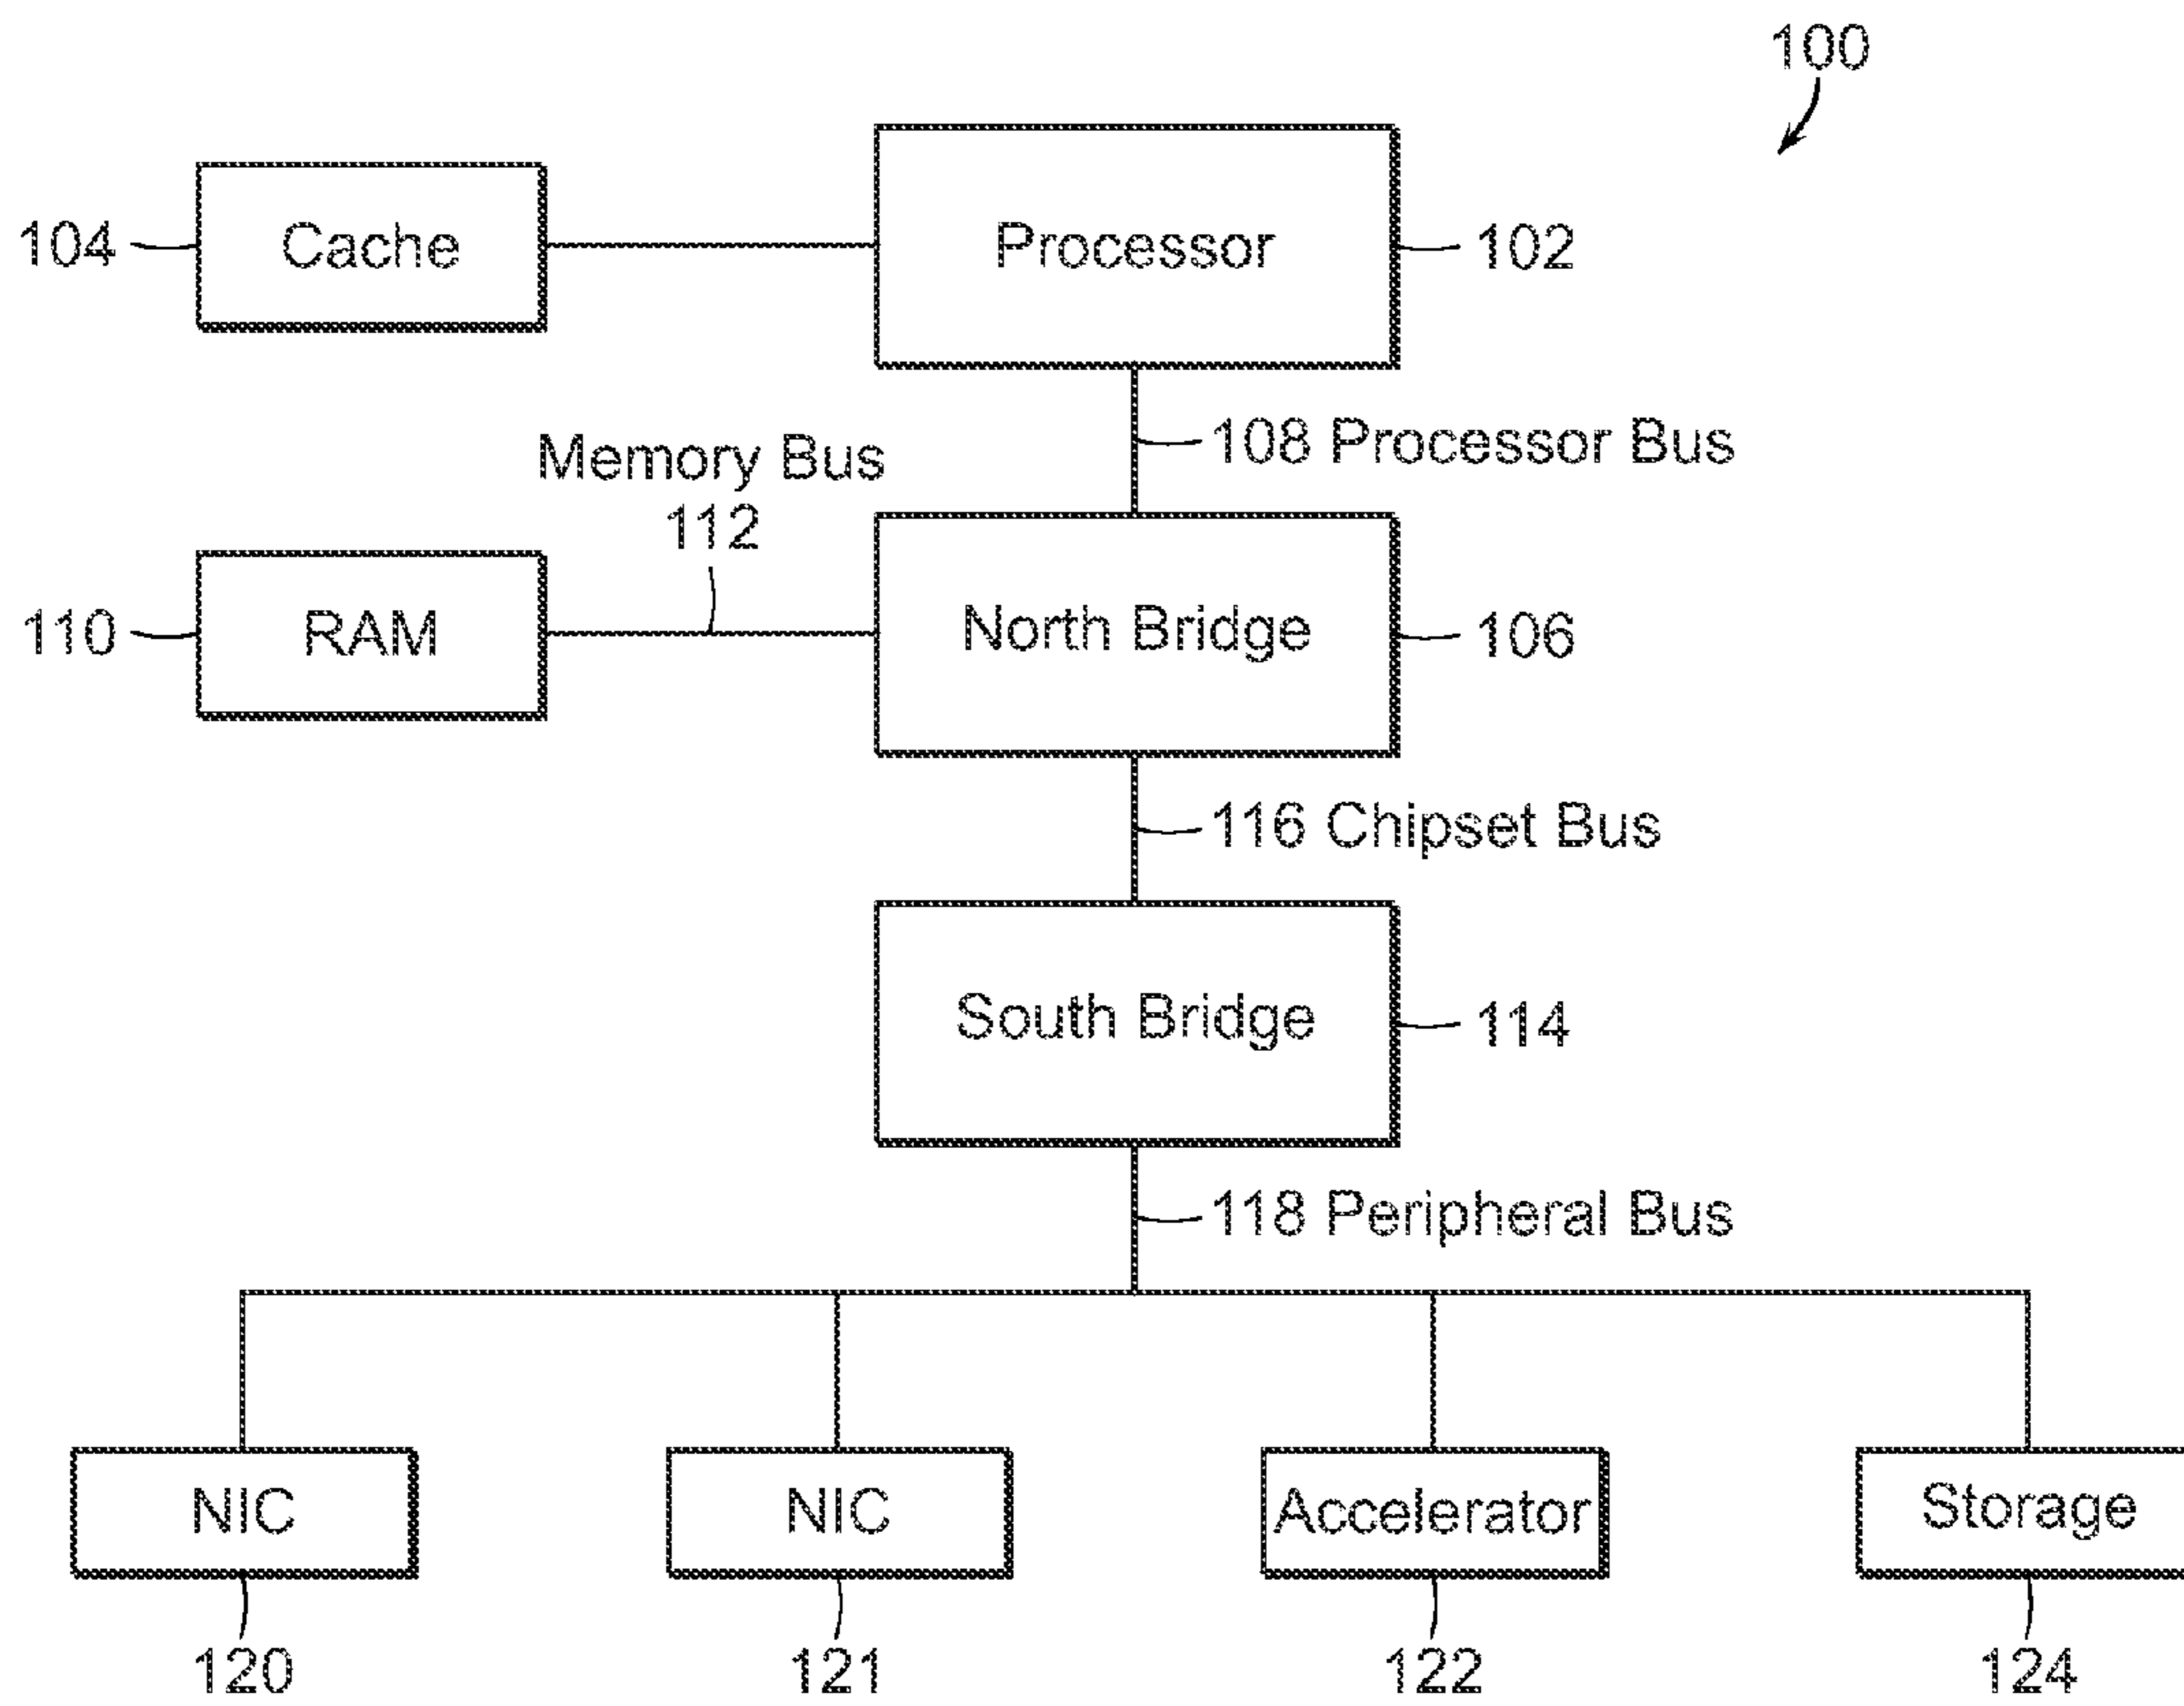 100
104 Cache Processor 102
108 Processor Bus
Memory Bus
112
110 RAM North Bridge 106
116 Chipset Bus
South Bridge 114
118 Peripheral Bus
NIC NIC Accelerator Storage
120 121 122 124